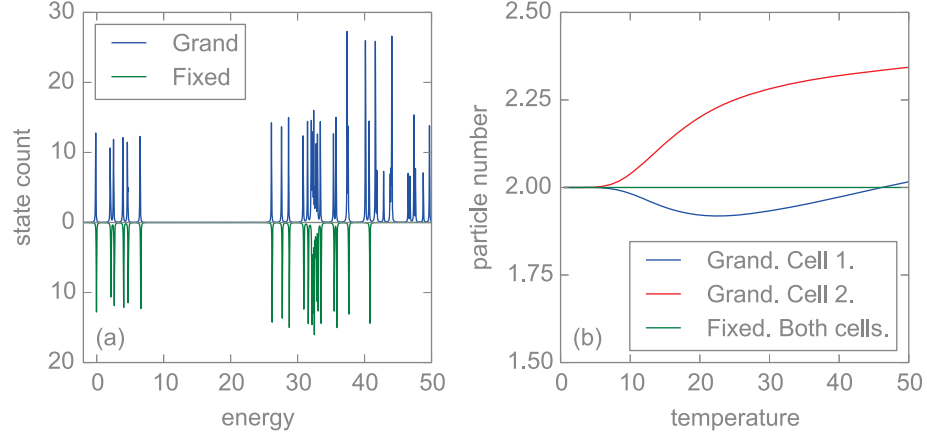 30
20
10
0
10
20
state count
Grand
Fixed
(a)
0 10 20 30 40 50
energy
2.50
2.25
2.00
1.75
1.50
particle number
Grand. Cell 1.
Grand. Cell 2.
Fixed. Both cells.
(b)
0 10 20 30 40 50
temperature